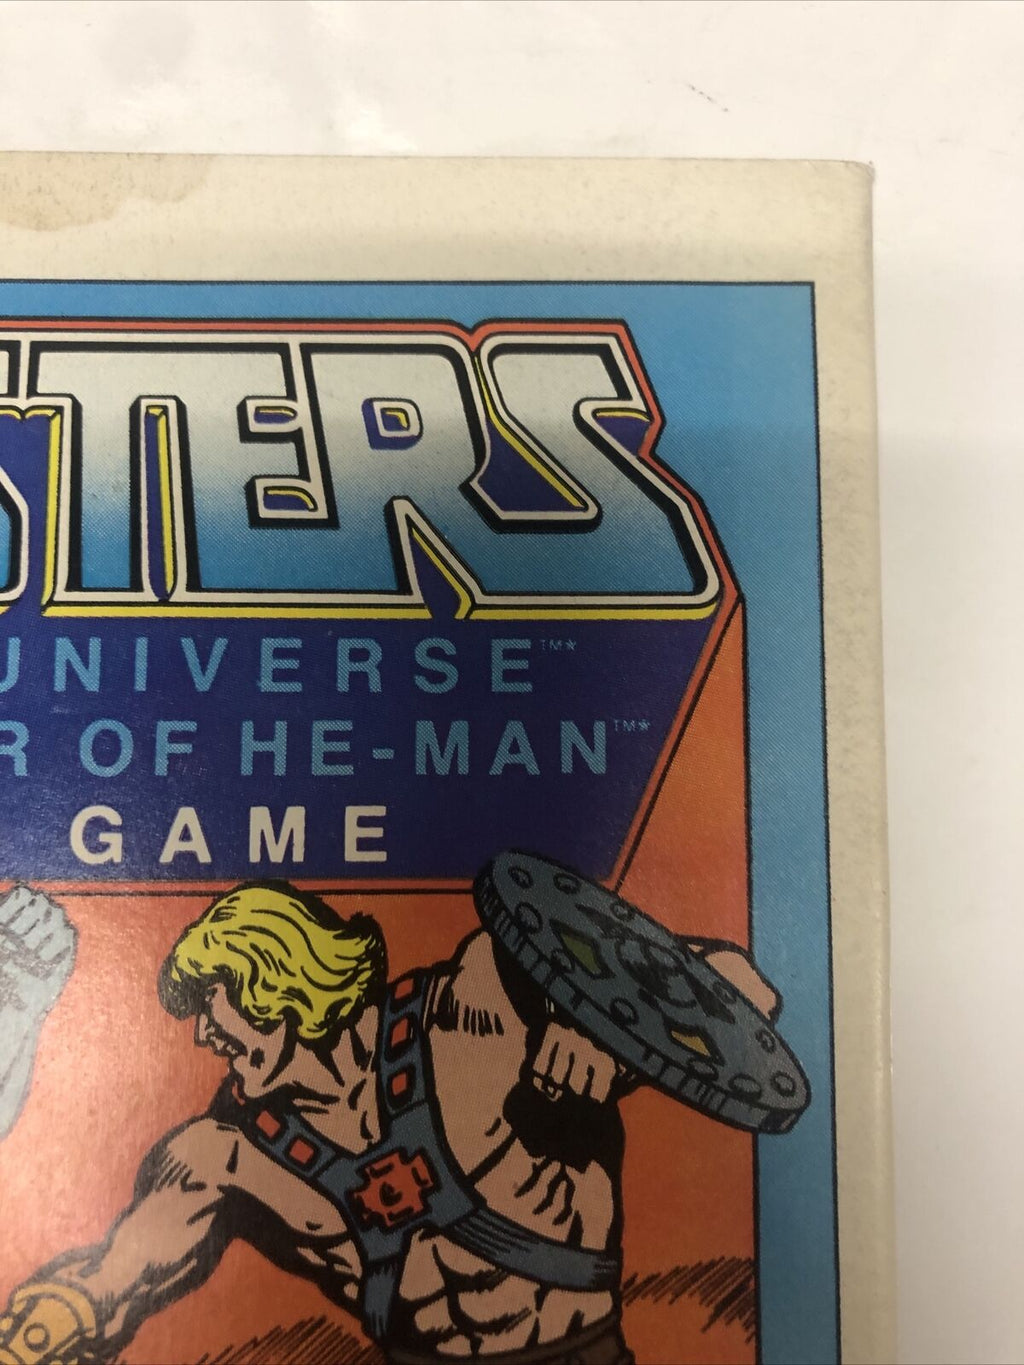 STERS
UNIVERSE™*
R OF HE-MAN™*
GAME